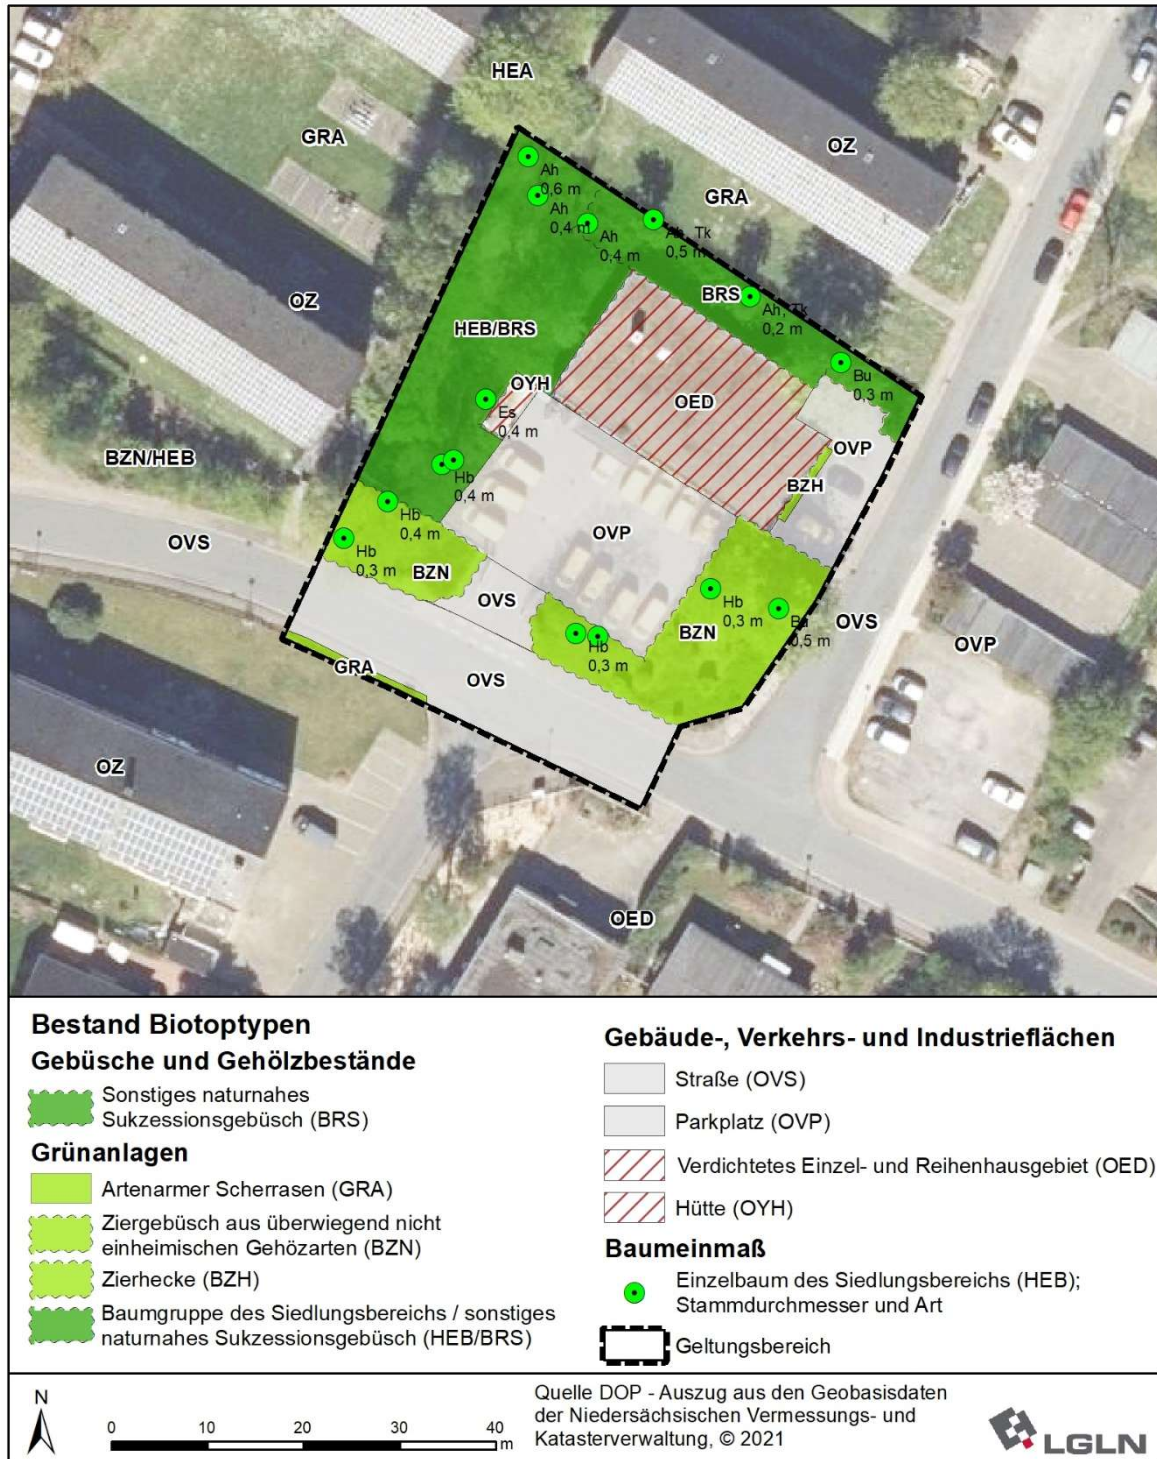 HEA
GRA
OZ
GRA
Ah
0,6 m
Ah
0,4 m
Ah
0,4 m
Ah, Tk
0,5 m
BRS
Ah, Tk
0,2 m
OZ
HEB/BRS
Bu
0,3 m
OYH
OED
Es
0,4 m
OVP
BZN/HEB
BZH
Hb
0,4 m
Hb
0,4 m
OVS
OVP
Hb
0,3 m
BZN
OVS
Hb
0,3 m
Bu
0,5 m
OVS
BZN
OVP
Hb
0,3 m
GRA
OVS
OZ
OED
Bestand Biotoptypen
Gebüsche und Gehölzbestände
Sonstiges naturnahes
Sukzessionsgebüsch (BRS)
Grünanlagen
Artenarmer Scherrasen (GRA)
Ziergebüsch aus überwiegend nicht
einheimischen Gehözarten (BZN)
Zierhecke (BZH)
Baumgruppe des Siedlungsbereichs / sonstiges
naturnahes Sukzessionsgebüsch (HEB/BRS)
Gebäude-, Verkehrs- und Industrieflächen
Straße (OVS)
Parkplatz (OVP)
Verdichtetes Einzel- und Reihenhausgebiet (OED)
Hütte (OYH)
Baumeinmaß
Einzelbaum des Siedlungsbereichs (HEB);
Stammdurchmesser und Art
Geltungsbereich
N
0 10 20 30 40
m
Quelle DOP - Auszug aus den Geobasisdaten
der Niedersächsischen Vermessungs- und
Katasterverwaltung, © 2021
LGLN